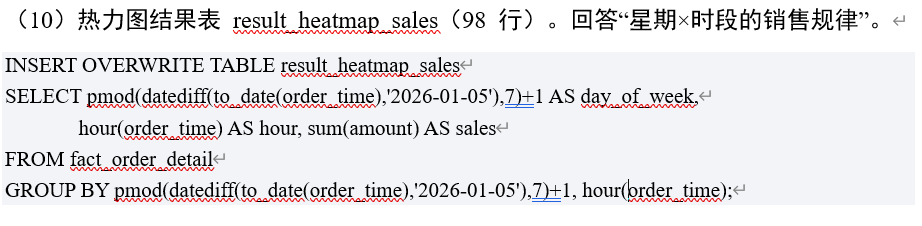 （10）热力图结果表 result_heatmap_sales（98 行）。回答“星期×时段的销售规律”。
INSERT OVERWRITE TABLE result_heatmap_sales
SELECT pmod(datediff(to_date(order_time),'2026-01-05'),7)+1 AS day_of_week,
hour(order_time) AS hour, sum(amount) AS sales
FROM fact_order_detail
GROUP BY pmod(datediff(to_date(order_time),'2026-01-05'),7)+1, hour(order_time);